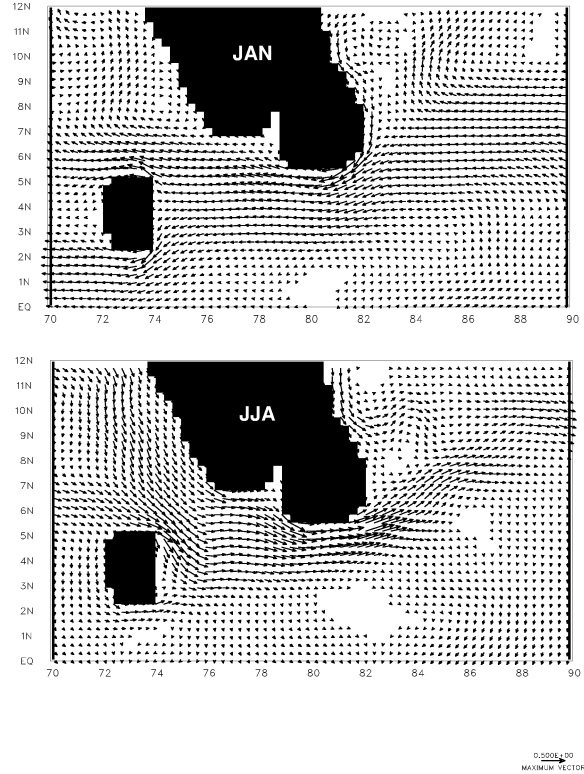 12N
11N
10N
9N
8N
7N
6N
5N
4N
3N
2N
1N
EQ
JAN
70 72 74 76 78 80 82 84 86 88 90
12N
11N
10N
9N
8N
7N
6N
5N
4N
3N
2N
1N
EQ
JJA
70 72 74 76 78 80 82 84 86 88 90
0.500E+00
MAXIMUM VECTOR